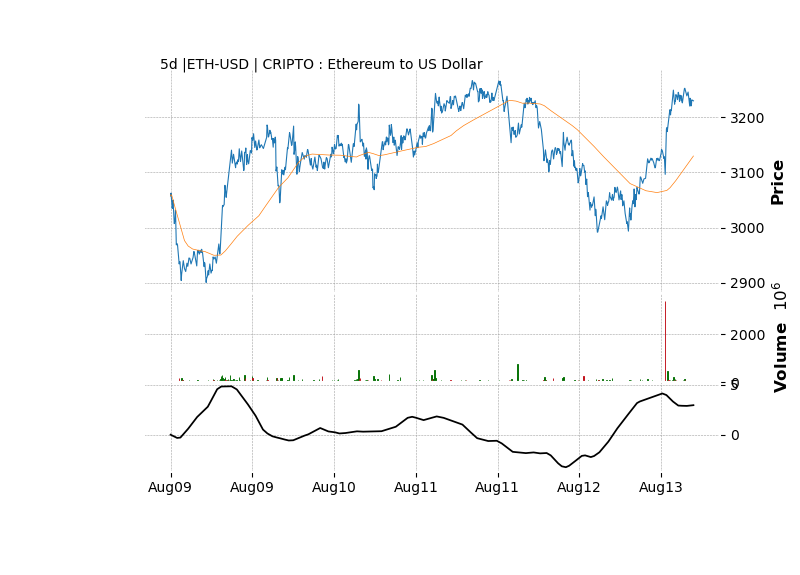 5d |ETH-USD | CRIPTO : Ethereum to US Dollar
3200
3100
3000
2900
Price
2000
0
Volume 10^6
5
0
Aug09 Aug09 Aug10 Aug11 Aug11 Aug12 Aug13